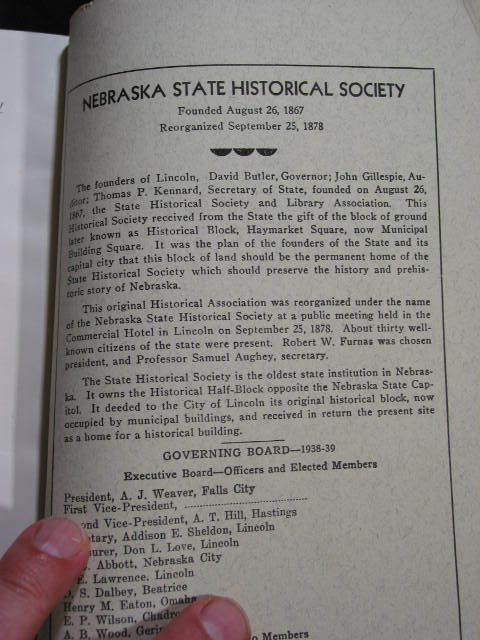 NEBRASKA STATE HISTORICAL SOCIETY
Founded August 26, 1867
Reorganized September 25, 1878
The founders of Lincoln, David Butler, Governor; John Gillespie, Au-
ditor; Thomas P. Kennard, Secretary of State, founded on August 26,
1867, the State Historical Society and Library Association. This
Historical Society received from the State the gift of the block of ground
later known as Historical Block, Haymarket Square, now Municipal
Building Square. It was the plan of the founders of the State and its
capital city that this block of land should be the permanent home of the
State Historical Society which should preserve the history and prehis-
toric story of Nebraska.
This original Historical Association was reorganized under the name
of the Nebraska State Historical Society at a public meeting held in the
Commercial Hotel in Lincoln on September 25, 1878. About thirty well-
known citizens of the state were present. Robert W. Furnas was chosen
president, and Professor Samuel Aughey, secretary.
The State Historical Society is the oldest state institution in Nebras-
ka. It owns the Historical Half-Block opposite the Nebraska State Cap-
itol. It deeded to the City of Lincoln its original historical block, now
occupied by municipal buildings, and received in return the present site
as a home for a historical building.
GOVERNING BOARD—1938-39
Executive Board—Officers and Elected Members
President, A. J. Weaver, Falls City
First Vice-President,
ond Vice-President, A. T. Hill, Hastings
etary, Addison E. Sheldon, Lincoln
surer, Don L. Love, Lincoln
Abbott, Nebraska City
E. Lawrence, Lincoln
S. Dalbey, Beatrice
Henry M. Eaton, Omaha
E. P. Wilson, Chadro
A. B. Wood, Gerin
o Members